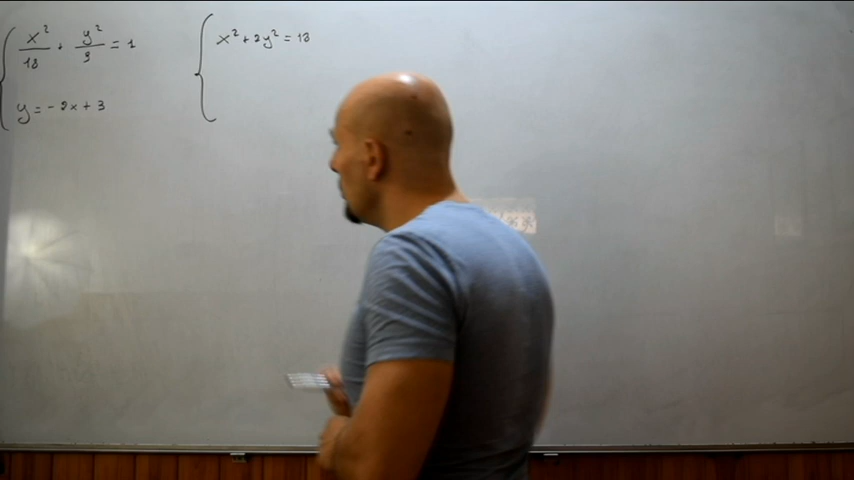 x²/18 + y²/9 = 1
y = -2x + 3
x² + 2y² = 18